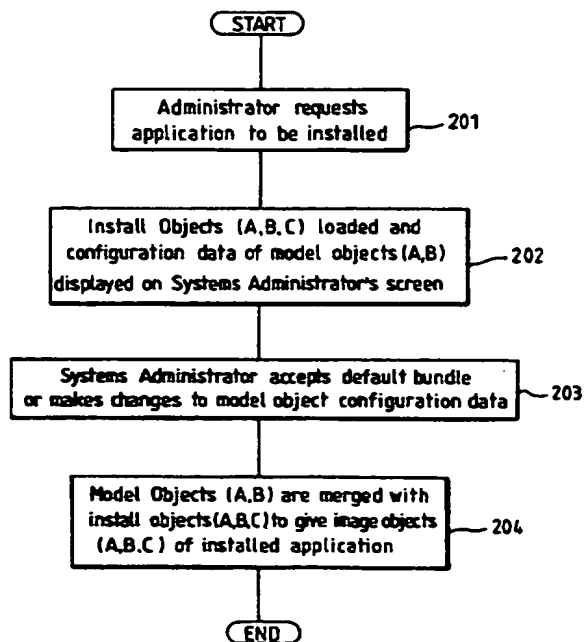 START
Administrator requests
application to be installed
201
Install Objects (A,B,C) loaded and
configuration data of model objects (A,B)
displayed on Systems Administrator's screen
202
Systems Administrator accepts default bundle
or makes changes to model object configuration data
203
Model Objects (A,B) are merged with
install objects (A,B,C) to give image objects
(A,B,C) of installed application
204
END